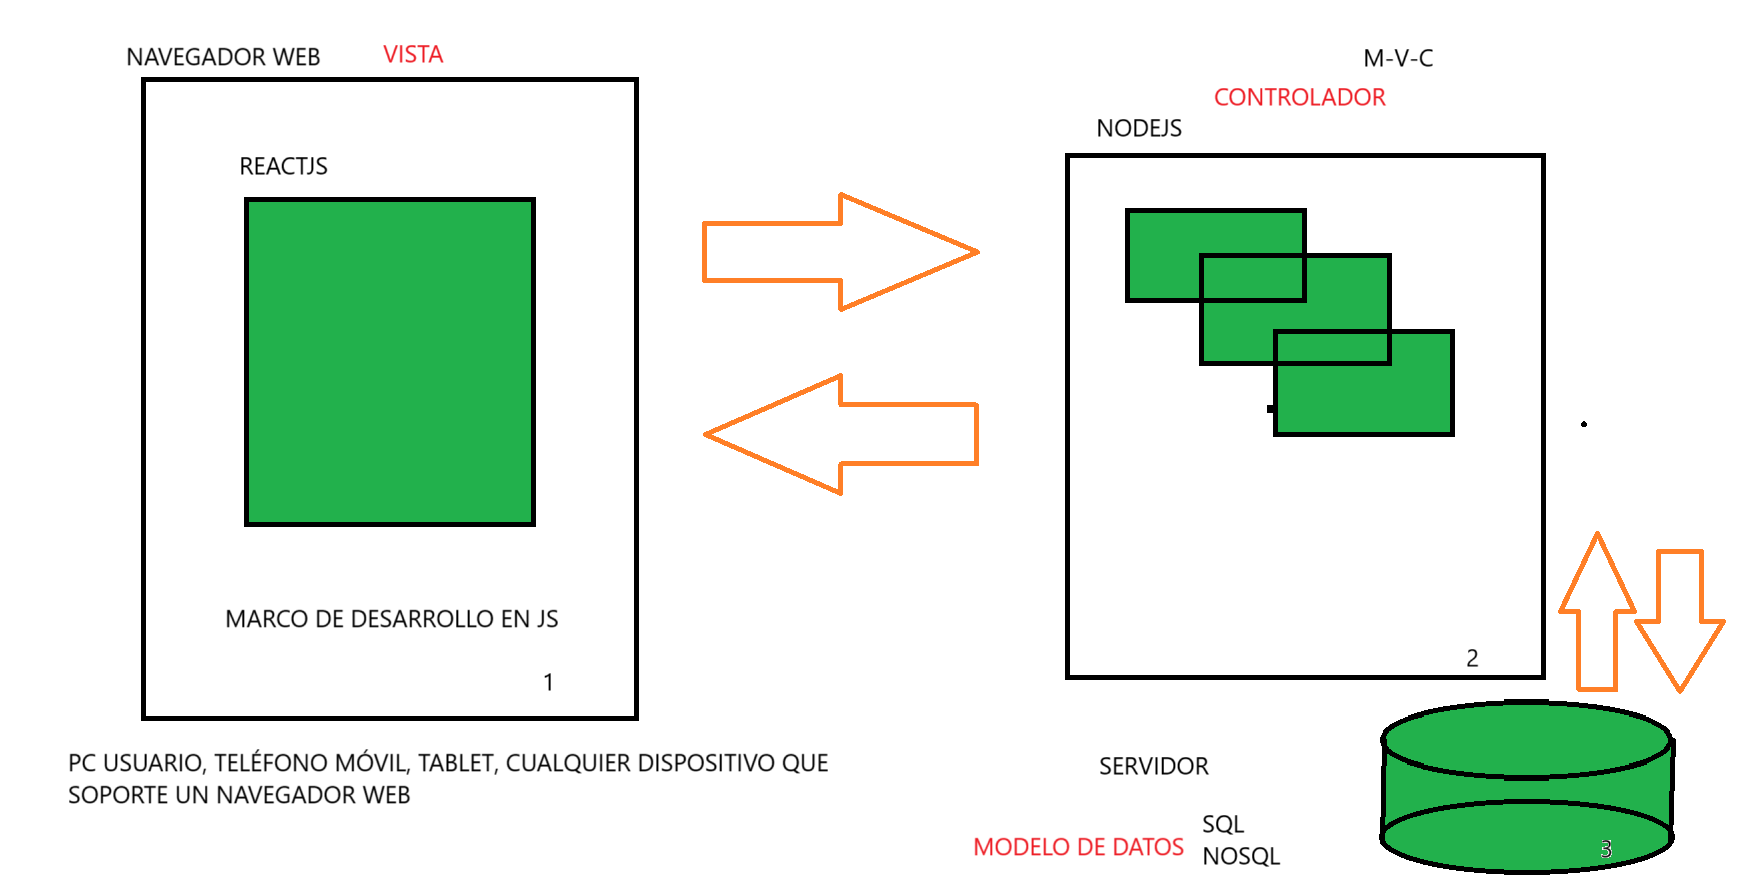 NAVEGADOR WEB VISTA
REACTJS
MARCO DE DESARROLLO EN JS
1
PC USUARIO, TELÉFONO MÓVIL, TABLET, CUALQUIER DISPOSITIVO QUE
SOPORTE UN NAVEGADOR WEB
M-V-C
CONTROLADOR
NODEJS
2
SERVIDOR
SQL
MODELO DE DATOS
NOSQL
3